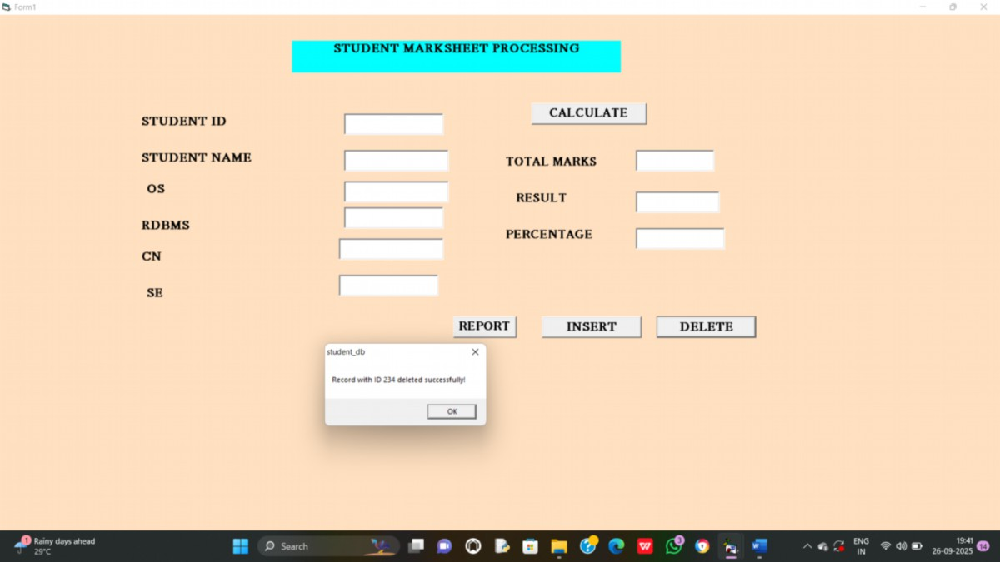 Form1
STUDENT MARKSHEET PROCESSING
STUDENT ID
CALCULATE
STUDENT NAME
TOTAL MARKS
OS
RESULT
RDBMS
PERCENTAGE
CN
SE
REPORT
INSERT
DELETE
student_db
Record with ID 234 deleted successfully!
OK
1
Rainy days ahead
29°C
Search
3
W
W
ENG
IN
19:41
26-09-2025
14